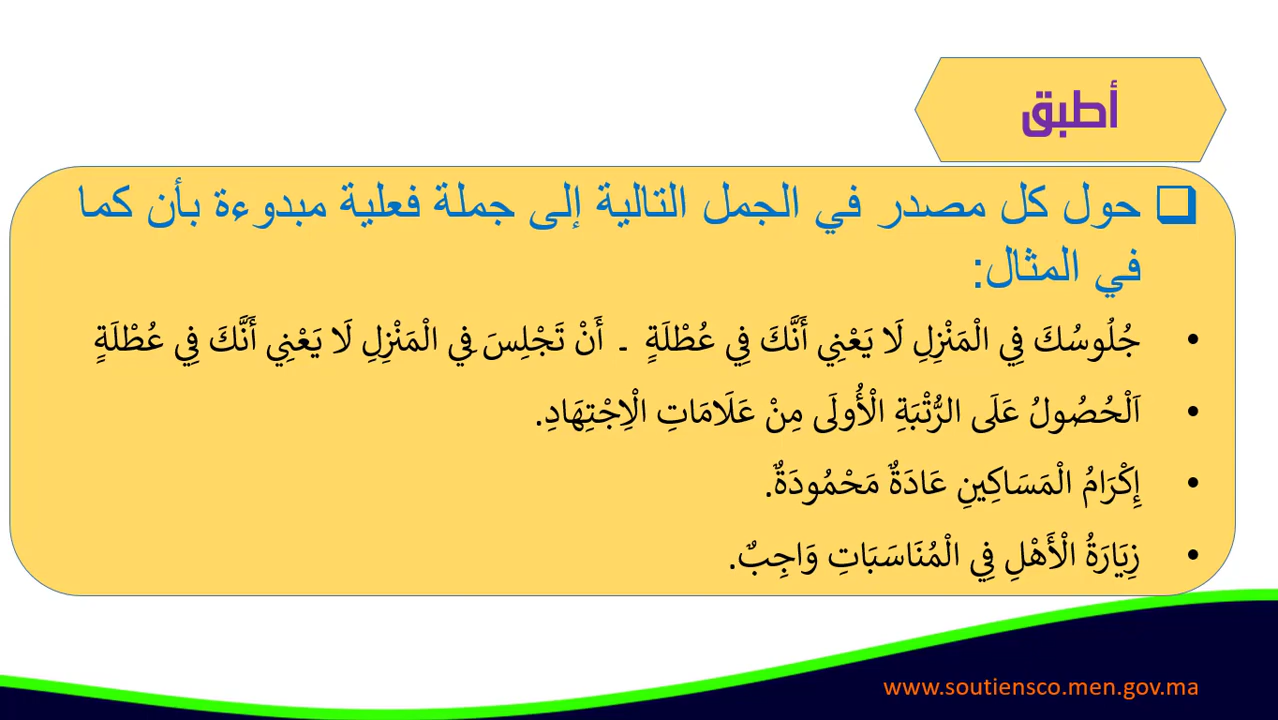 أطبق
❑ حول كل مصدر في الجمل التالية إلى جملة فعلية مبدوءة بأن كما
في المثال:
• جُلُوسُكَ فِي الْمَنْزِلِ لَا يَعْنِي أَنَّكَ فِي عُطْلَةٍ - أَنْ تَجْلِسَ فِي الْمَنْزِلِ لَا يَعْنِي أَنَّكَ فِي عُطْلَةٍ
• اَلْحُصُولُ عَلَى الرُّتْبَةِ الْأُولَى مِنْ عَلَامَاتِ الْاِجْتِهَادِ.
• إِكْرَامُ الْمَسَاكِينِ عَادَةٌ مَحْمُودَةٌ.
• زِيَارَةُ الْأَهْلِ فِي الْمُنَاسَبَاتِ وَاجِبٌ.
www.soutiensco.men.gov.ma